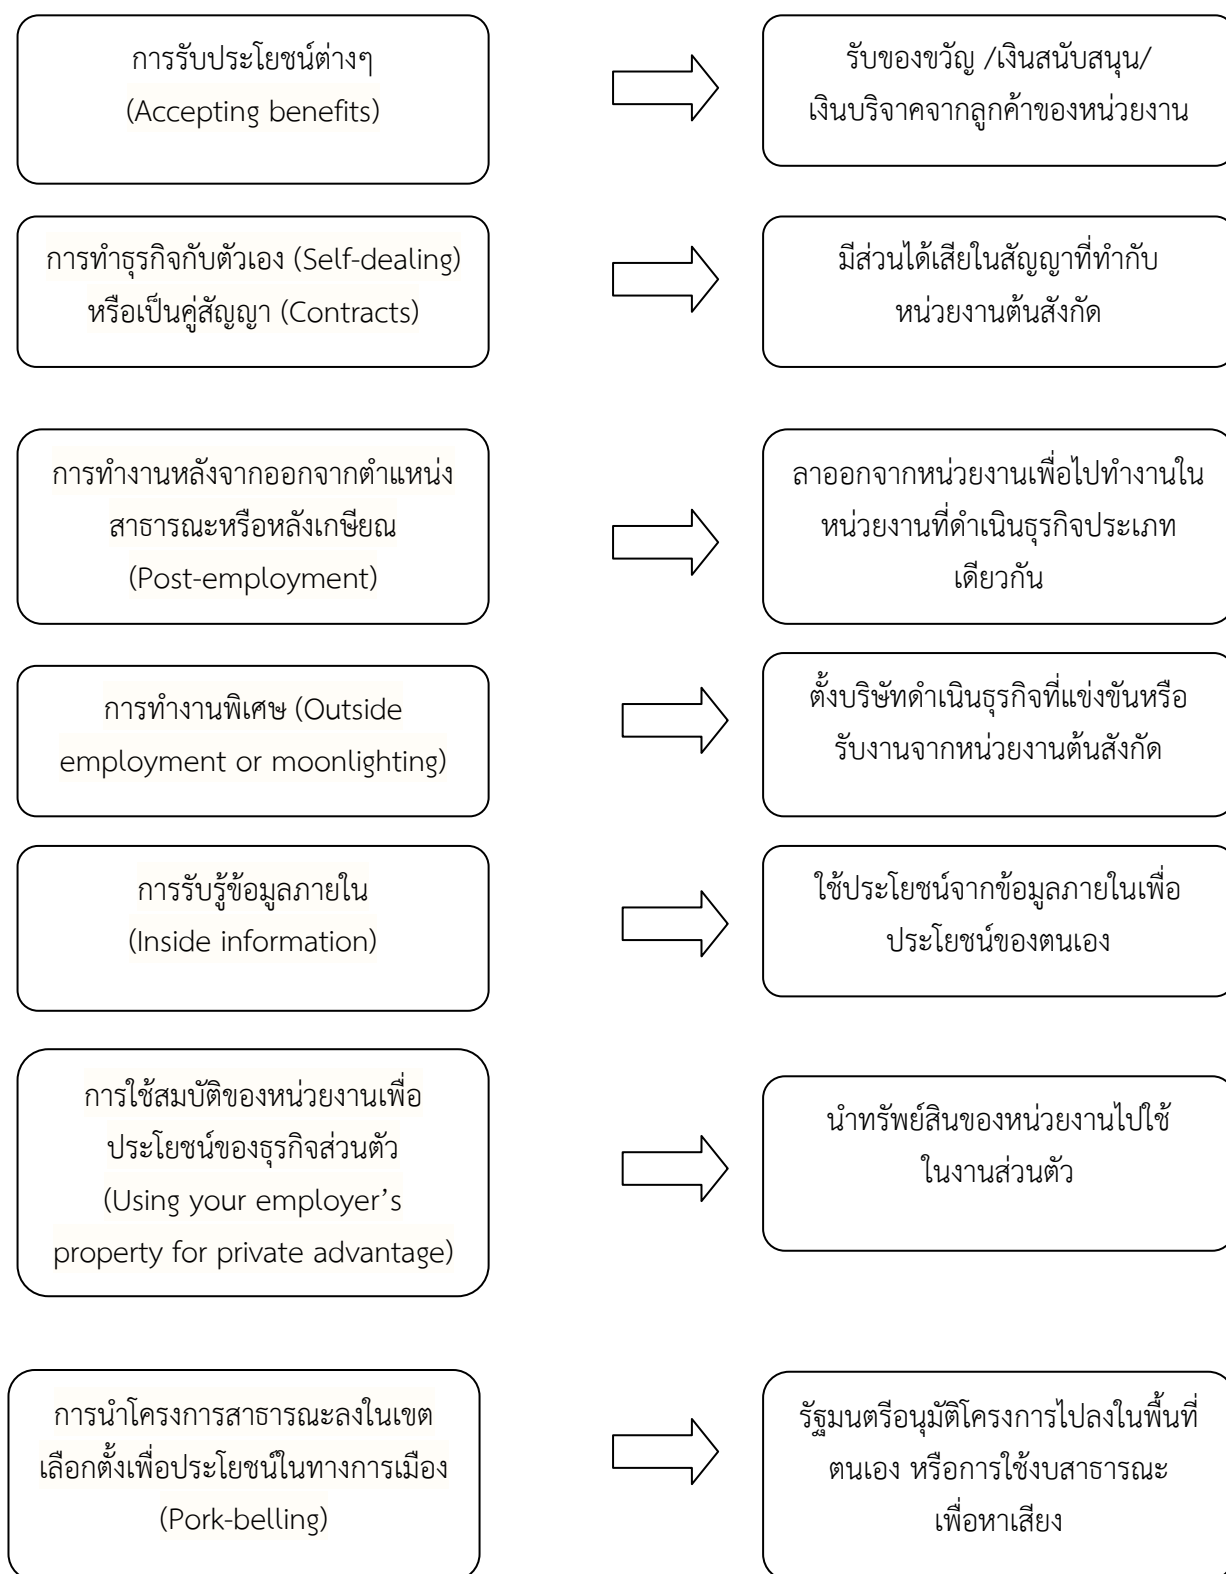 การรับประโยชน์ต่างๆ
(Accepting benefits)
รับของขวัญ /เงินสนับสนุน/
เงินบริจาคจากลูกค้าของหน่วยงาน
การทำธุรกิจกับตัวเอง (Self-dealing)
หรือเป็นคู่สัญญา (Contracts)
มีส่วนได้เสียในสัญญาที่ทำกับ
หน่วยงานต้นสังกัด
การทำงานหลังจากออกจากตำแหน่ง
สาธารณะหรือหลังเกษียณ
(Post-employment)
ลาออกจากหน่วยงานเพื่อไปทำงานใน
หน่วยงานที่ดำเนินธุรกิจประเภท
เดียวกัน
การทำงานพิเศษ (Outside
employment or moonlighting)
ตั้งบริษัทดำเนินธุรกิจที่แข่งขันหรือ
รับงานจากหน่วยงานต้นสังกัด
การรับรู้ข้อมูลภายใน
(Inside information)
ใช้ประโยชน์จากข้อมูลภายในเพื่อ
ประโยชน์ของตนเอง
การใช้สมบัติของหน่วยงานเพื่อ
ประโยชน์ของธุรกิจส่วนตัว
(Using your employer’s
property for private advantage)
นำทรัพย์สินของหน่วยงานไปใช้
ในงานส่วนตัว
การนำโครงการสาธารณะลงในเขต
เลือกตั้งเพื่อประโยชน์ในทางการเมือง
(Pork-belling)
รัฐมนตรีอนุมัติโครงการไปลงในพื้นที่
ตนเอง หรือการใช้งบสาธารณะ
เพื่อหาเสียง